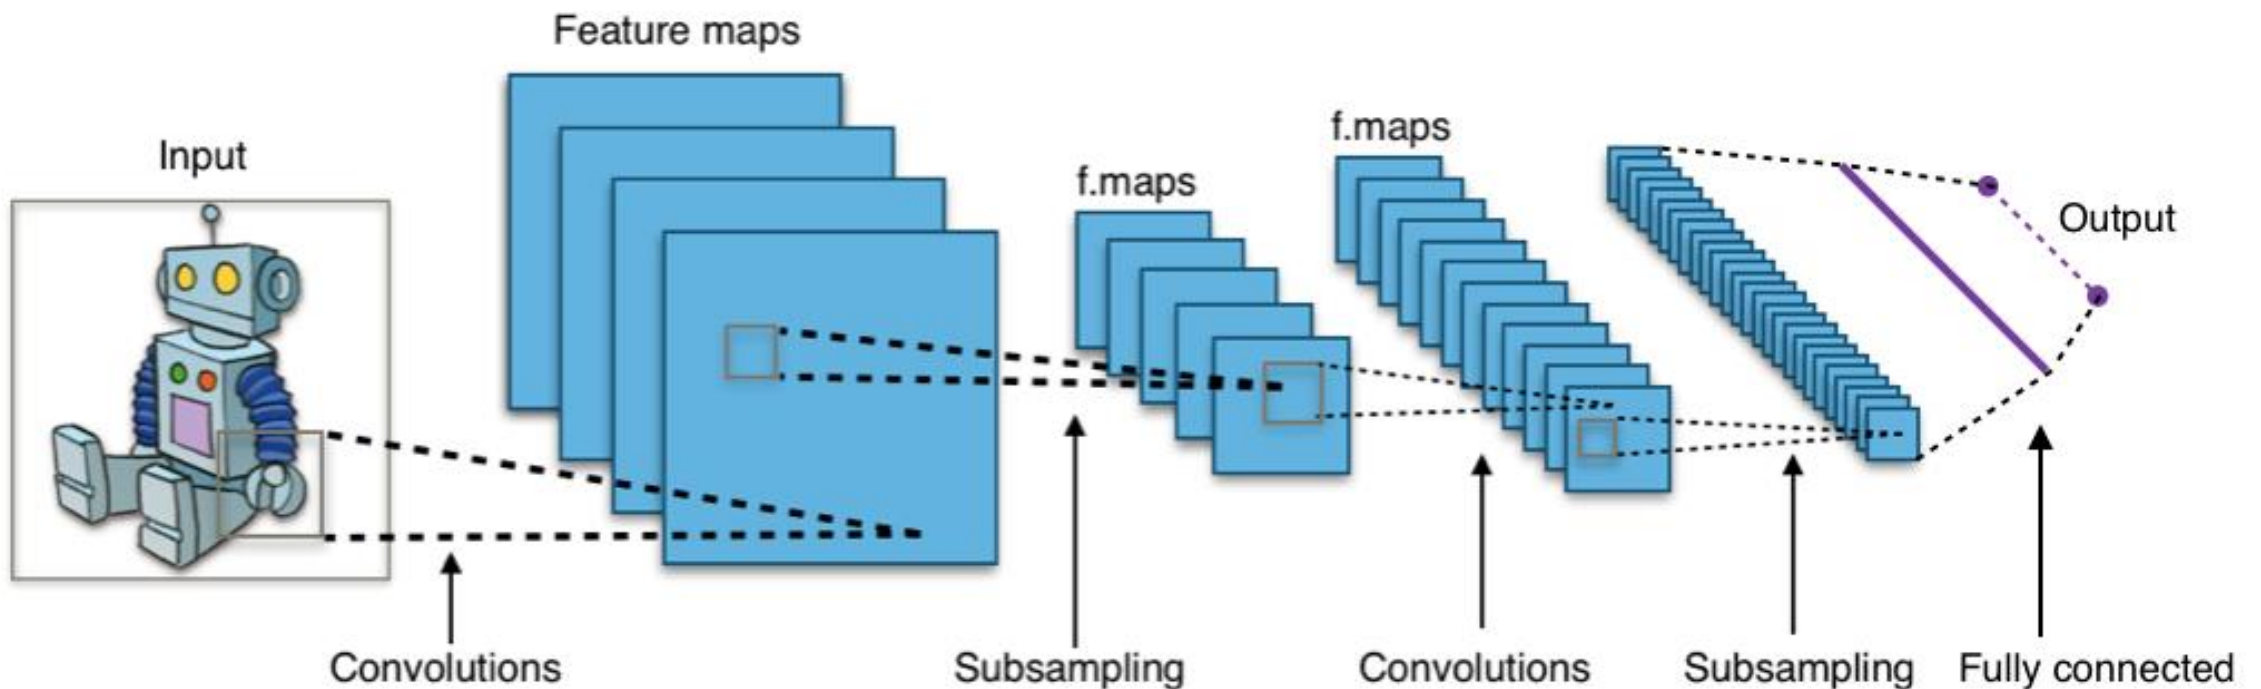 Feature maps
Input
f.maps
f.maps
Output
Convolutions
Subsampling
Convolutions
Subsampling
Fully connected